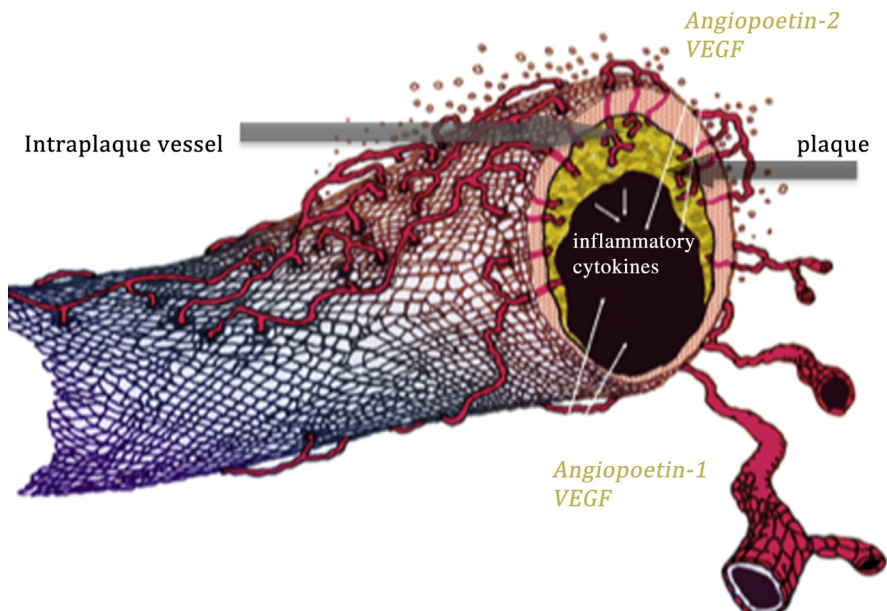 Angiopoetin-2
VEGF
Intraplaque vessel
plaque
inflammatory
cytokines
Angiopoetin-1
VEGF